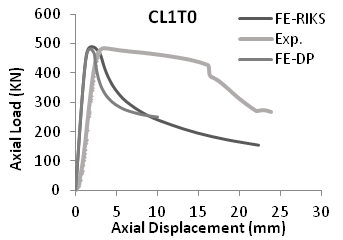 CL1T0
FE-RIKS
Exp.
FE-DP
Axial Load (KN)
600
500
400
300
200
100
0
0 5 10 15 20 25 30
Axial Displacement (mm)